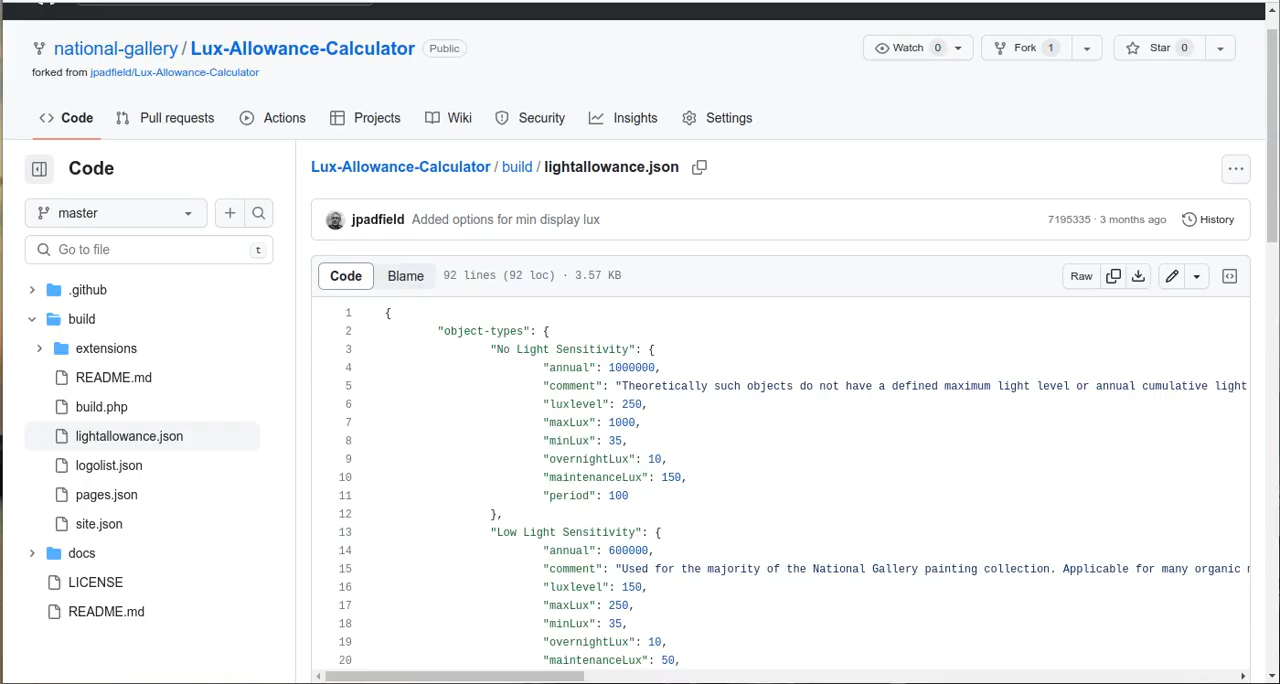 national-gallery / Lux-Allowance-Calculator Public
Watch 0 Fork 1 Star 0
forked from jpadfield/Lux-Allowance-Calculator
Code Pull requests Actions Projects Wiki Security Insights Settings
Code
master
Go to file t
.github
build
extensions
README.md
build.php
lightallowance.json
logolist.json
pages.json
site.json
docs
LICENSE
README.md
Lux-Allowance-Calculator / build / lightallowance.json
jpadfield Added options for min display lux 7195335 · 3 months ago History
Code Blame 92 lines (92 loc) · 3.57 KB Raw
1 {
2 "object-types": {
3 "No Light Sensitivity": {
4 "annual": 1000000,
5 "comment": "Theoretically such objects do not have a defined maximum light level or annual cumulative light
6 "luxlevel": 250,
7 "maxLux": 1000,
8 "minLux": 35,
9 "overnightLux": 10,
10 "maintenanceLux": 150,
11 "period": 100
12 },
13 "Low Light Sensitivity": {
14 "annual": 600000,
15 "comment": "Used for the majority of the National Gallery painting collection. Applicable for many organic
16 "luxlevel": 150,
17 "maxLux": 250,
18 "minLux": 35,
19 "overnightLux": 10,
20 "maintenanceLux": 50,